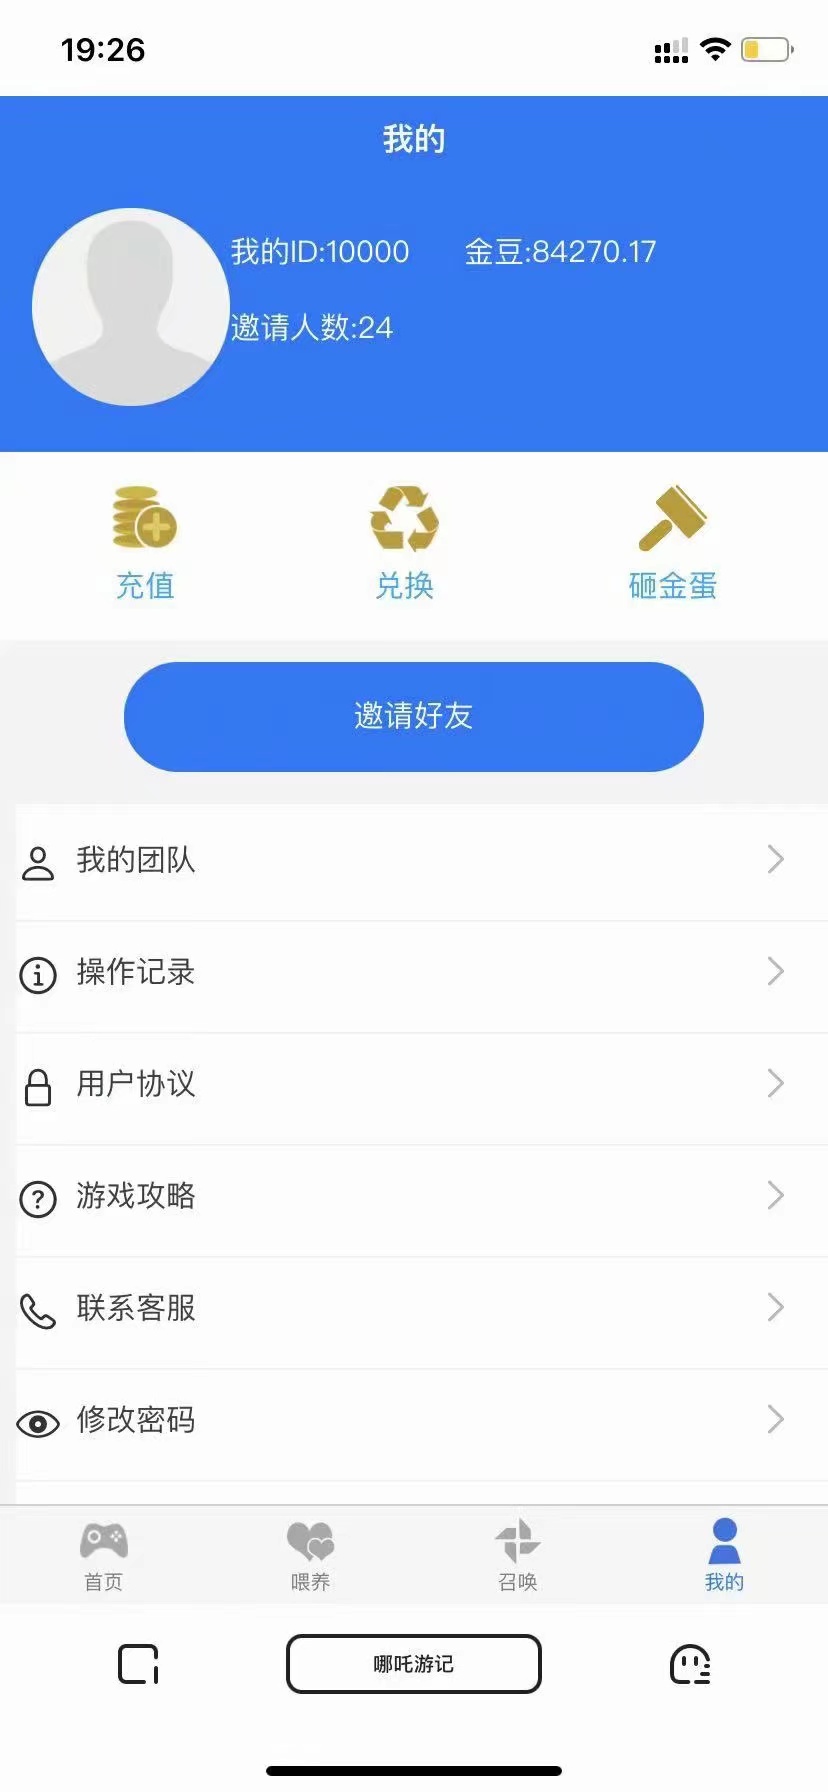 19:26
我的
我的ID:10000 金豆:84270.17
邀请人数:24
充值 兑换 砸金蛋
邀请好友
我的团队
操作记录
用户协议
游戏攻略
联系客服
修改密码
首页 喂养 召唤 我的
哪吒游记